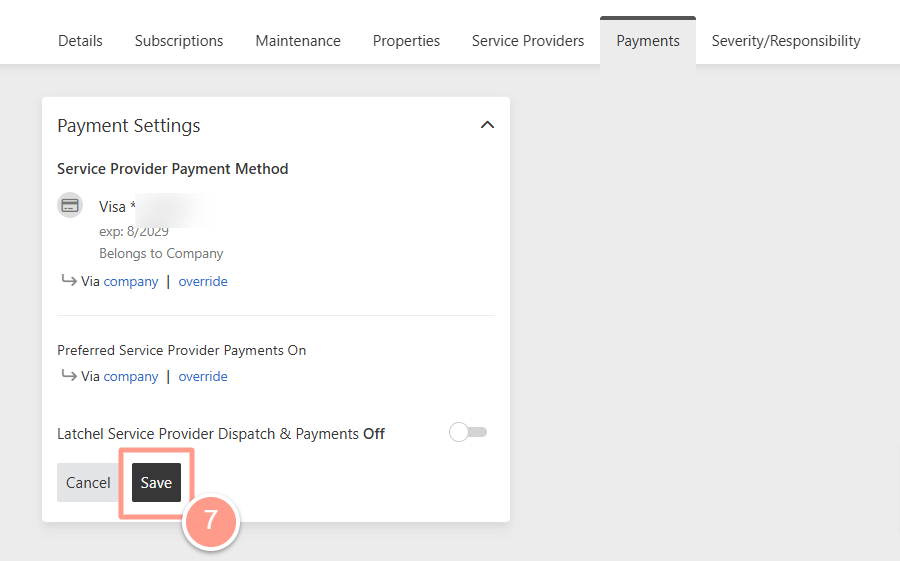 Details Subscriptions Maintenance Properties Service Providers Payments Severity/Responsibility
Payment Settings
Service Provider Payment Method
Visa *
exp: 8/2029
Belongs to Company
Via company | override
Preferred Service Provider Payments On
Via company | override
Latchel Service Provider Dispatch & Payments Off
Cancel Save
7